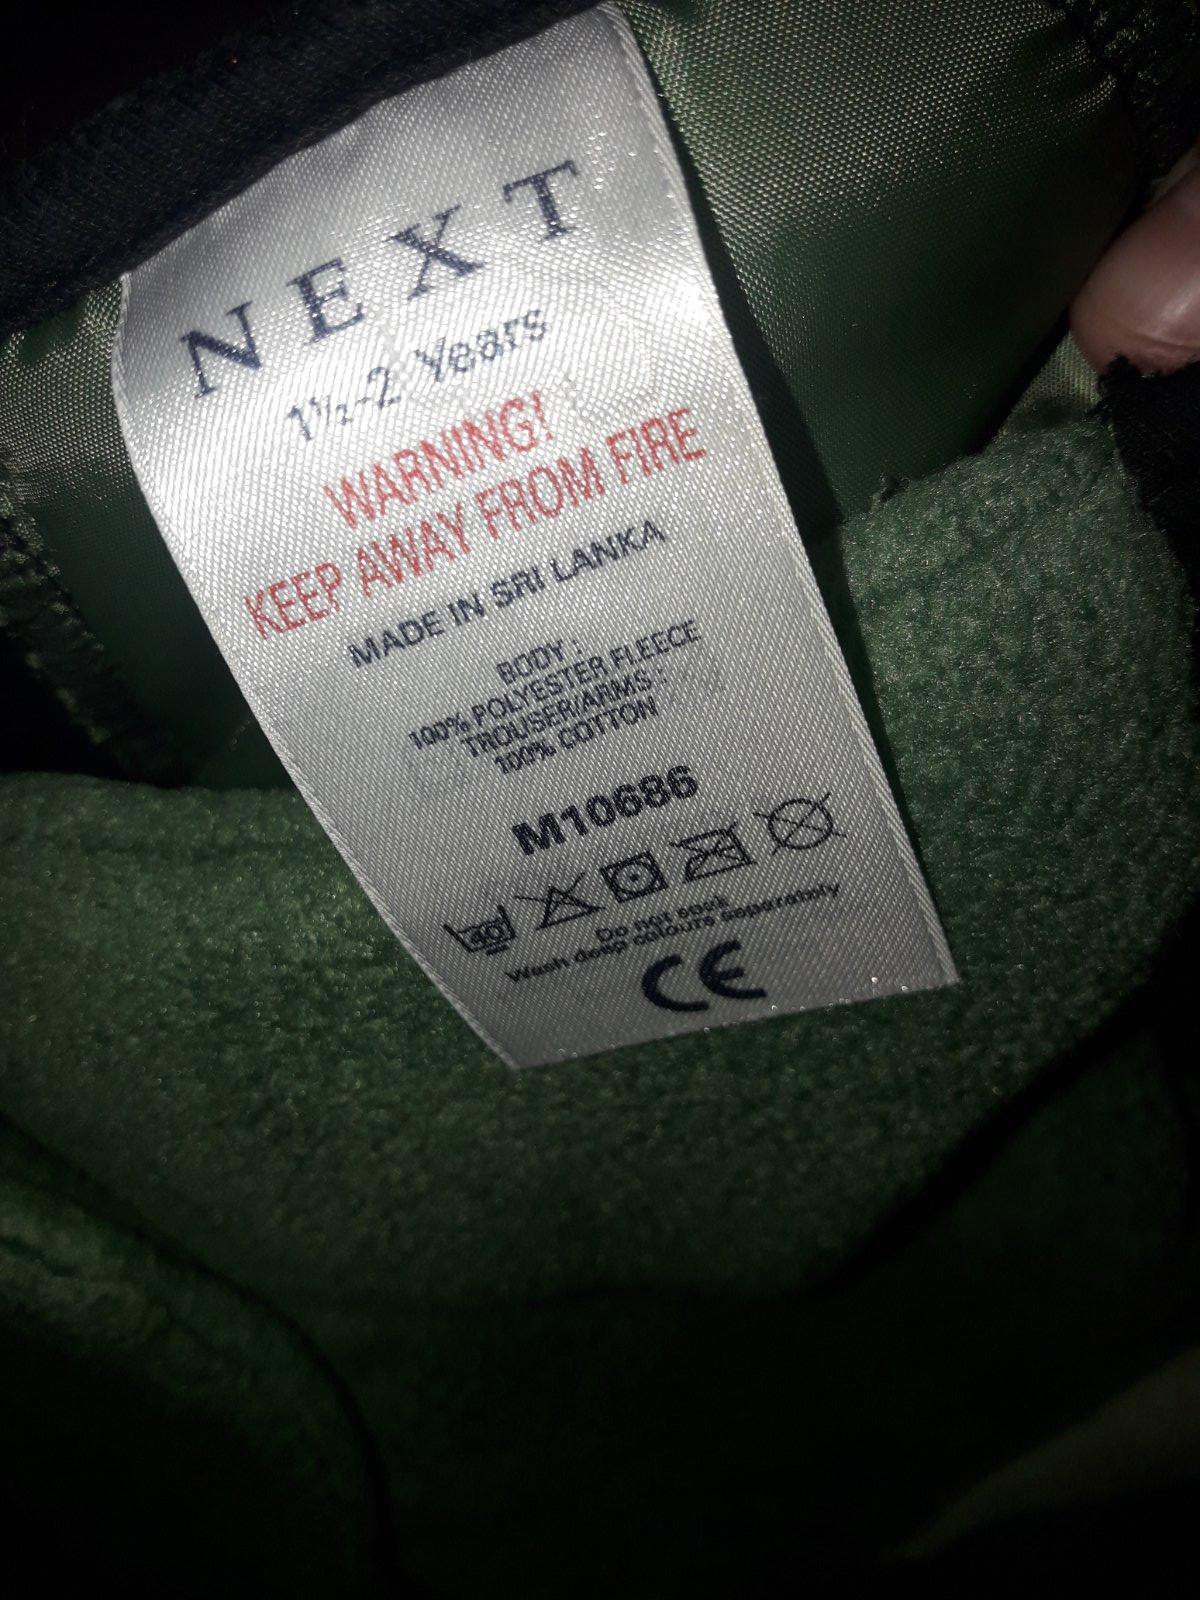 NEXT
1½-2 Years
WARNING!
KEEP AWAY FROM FIRE
MADE IN SRI LANKA
BODY :
100% POLYESTER FLEECE
TROUSER/ARMS :
100% COTTON
M10686
40
Do not soak
Wash deep colours separately
CE